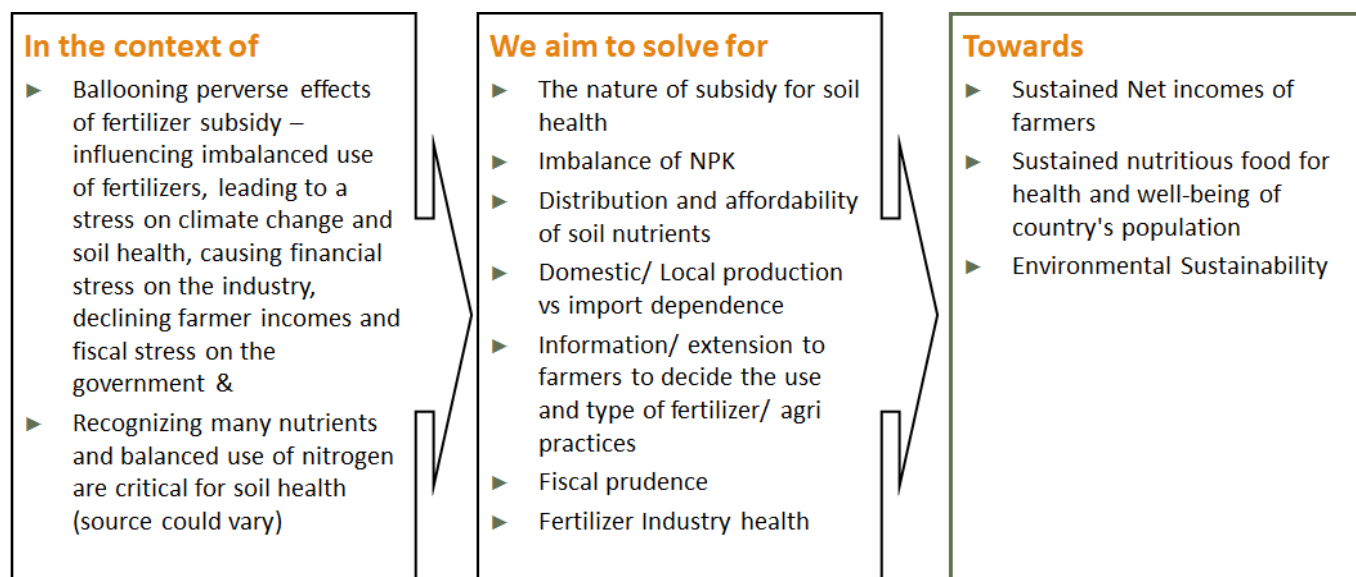 In the context of
► Ballooning perverse effects
of fertilizer subsidy –
influencing imbalanced use
of fertilizers, leading to a
stress on climate change and
soil health, causing financial
stress on the industry,
declining farmer incomes and
fiscal stress on the
government &
► Recognizing many nutrients
and balanced use of nitrogen
are critical for soil health
(source could vary)
We aim to solve for
► The nature of subsidy for soil
health
► Imbalance of NPK
► Distribution and affordability
of soil nutrients
► Domestic/ Local production
vs import dependence
► Information/ extension to
farmers to decide the use
and type of fertilizer/ agri
practices
► Fiscal prudence
► Fertilizer Industry health
Towards
► Sustained Net incomes of
farmers
► Sustained nutritious food for
health and well-being of
country's population
► Environmental Sustainability